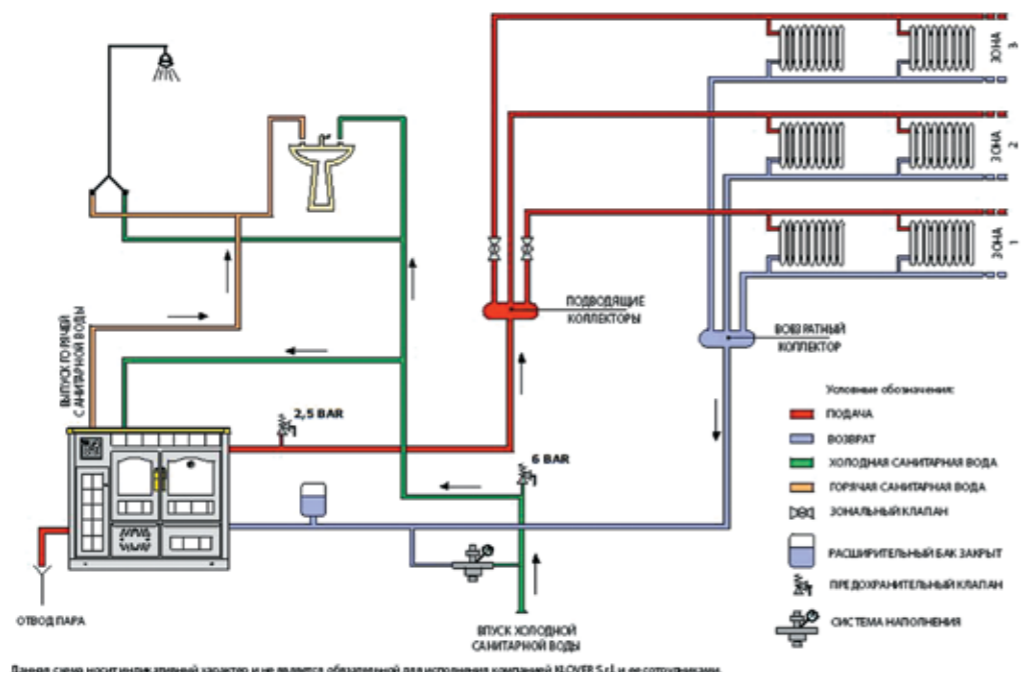 ЗОНА
3
ЗОНА
2
ЗОНА
1
ПОДВОДЯЩИЕ
КОЛЛЕКТОРЫ
ВОЗВРАТНЫЙ
КОЛЛЕКТОР
ВЫПУСК ГОРЯЧЕЙ
САНИТАРНОЙ ВОДЫ
2,5 BAR
6 BAR
Условные обозначения:
ПОДАЧА
ВОЗВРАТ
ХОЛОДНАЯ САНИТАРНАЯ ВОДА
ГОРЯЧАЯ САНИТАРНАЯ ВОДА
ЗОНАЛЬНЫЙ КЛАПАН
РАСШИРИТЕЛЬНЫЙ БАК ЗАКРЫТ
ПРЕДОХРАНИТЕЛЬНЫЙ КЛАПАН
СИСТЕМА НАПОЛНЕНИЯ
ОТВОД ПАРА
ВПУСК ХОЛОДНОЙ
САНИТАРНОЙ ВОДЫ
Данная схема носит индикативный характер и не является обязательной для исполнения компанией KLOVER S.r.l. и ее сотрудниками.